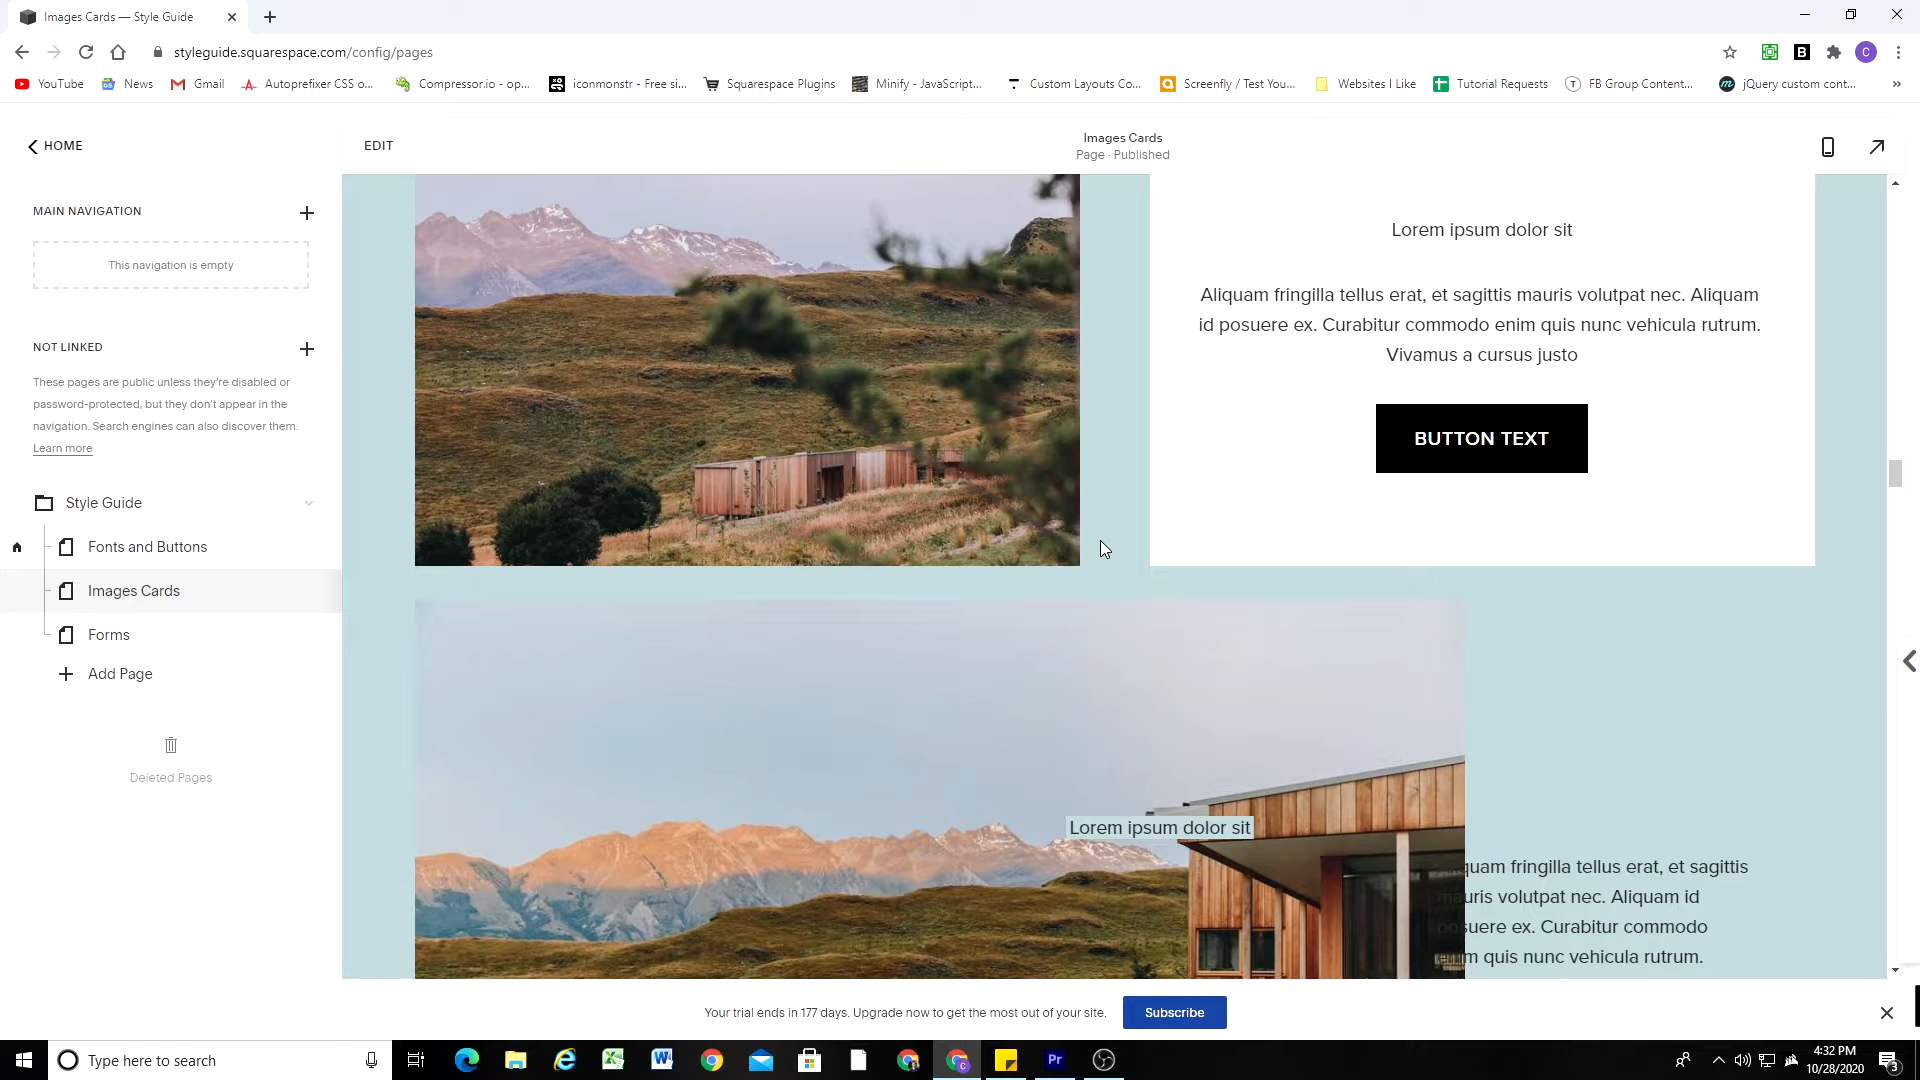 Images Cards — Style Guide
styleguide.squarespace.com/config/pages
YouTube News Gmail Autoprefixer CSS o... Compressor.io - op... iconmonstr - Free si... Squarespace Plugins Minify - JavaScript... Custom Layouts Co... Screenfly / Test You... Websites I Like Tutorial Requests FB Group Content... jQuery custom cont... »
HOME
EDIT
Images Cards
Page · Published
MAIN NAVIGATION
This navigation is empty
NOT LINKED
These pages are public unless they're disabled or
password-protected, but they don't appear in the
navigation. Search engines can also discover them.
Learn more
Style Guide
Fonts and Buttons
Images Cards
Forms
Add Page
Deleted Pages
Lorem ipsum dolor sit
Aliquam fringilla tellus erat, et sagittis mauris volutpat nec. Aliquam
id posuere ex. Curabitur commodo enim quis nunc vehicula rutrum.
Vivamus a cursus justo
BUTTON TEXT
Lorem ipsum dolor sit
Aliquam fringilla tellus erat, et sagittis
mauris volutpat nec. Aliquam id
posuere ex. Curabitur commodo
enim quis nunc vehicula rutrum.
Your trial ends in 177 days. Upgrade now to get the most out of your site.
Subscribe
Type here to search
Pr
4:32 PM
10/28/2020
3